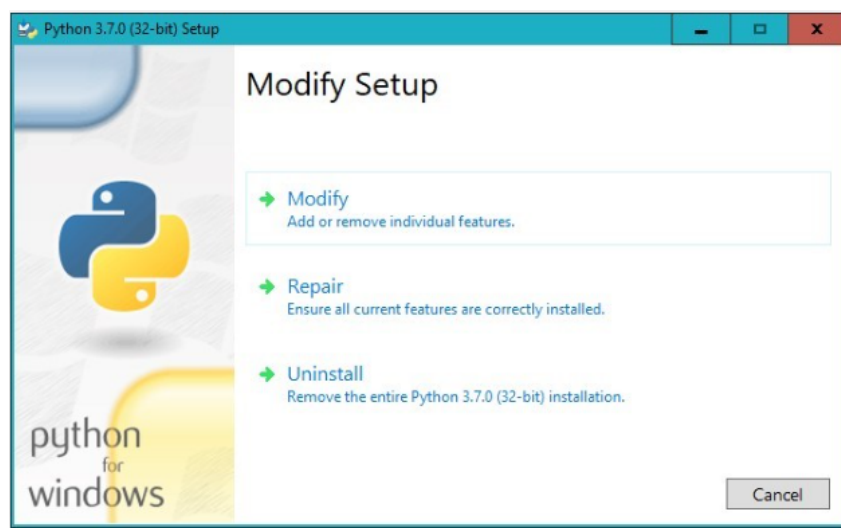 Python 3.7.0 (32-bit) Setup
Modify Setup
Modify
Add or remove individual features.
Repair
Ensure all current features are correctly installed.
Uninstall
Remove the entire Python 3.7.0 (32-bit) installation.
python
for
windows
Cancel